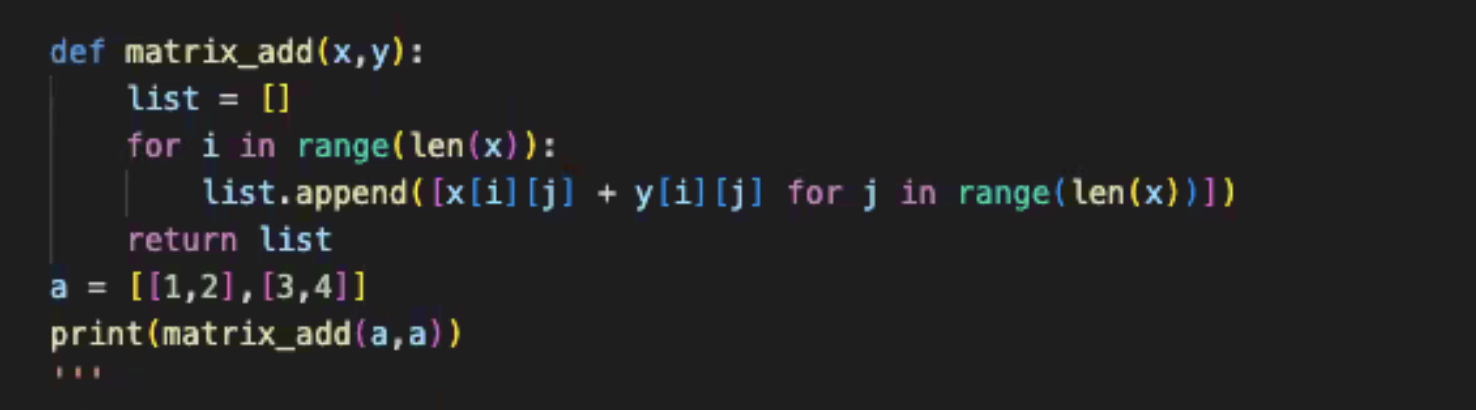 def matrix_add(x,y):
    list = []
    for i in range(len(x)):
        list.append([x[i][j] + y[i][j] for j in range(len(x))])
    return list
a = [[1,2],[3,4]]
print(matrix_add(a,a))
'''